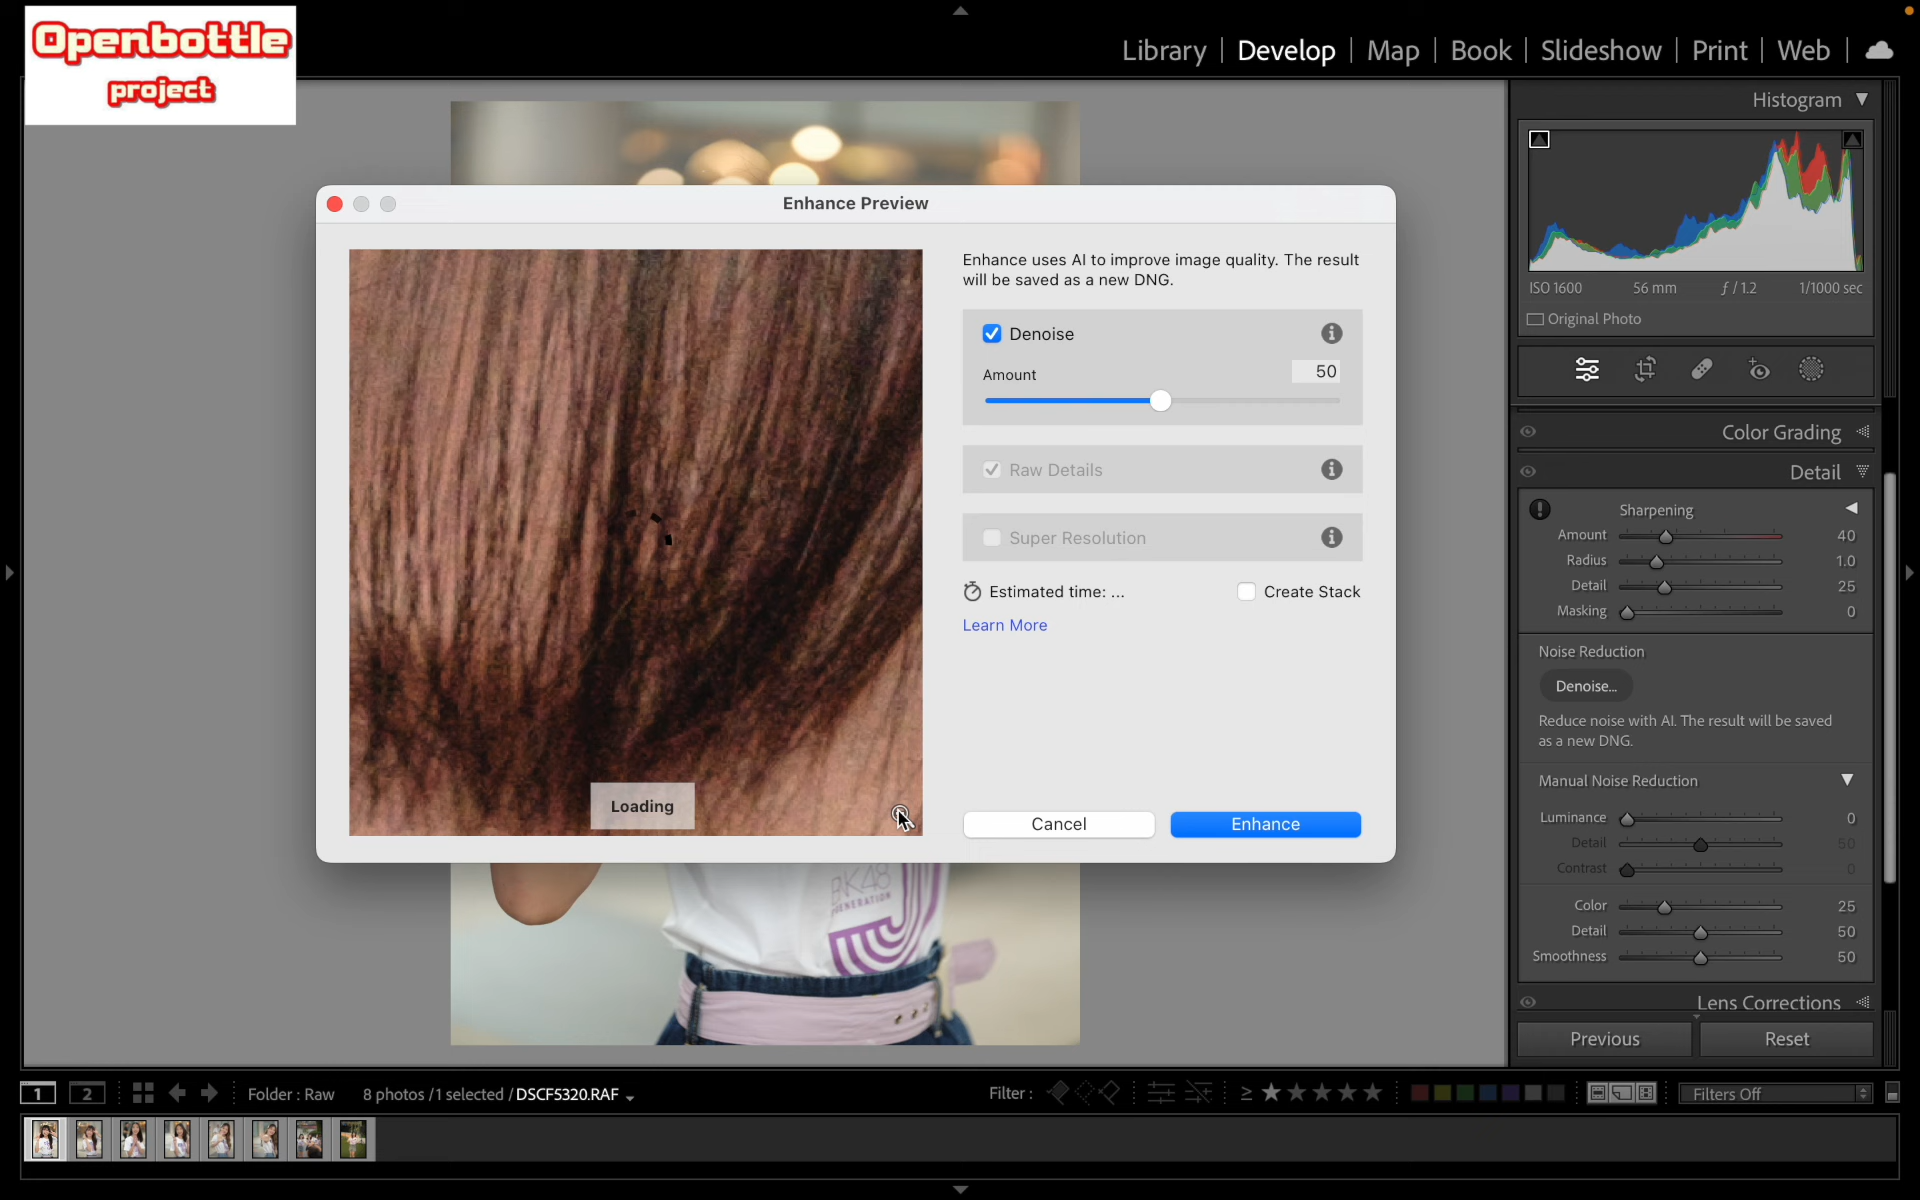 Openbottle
project
Library | Develop | Map | Book | Slideshow | Print | Web
Histogram
ISO 1600 56 mm ƒ / 1.2 1/1000 sec
Original Photo
Color Grading
Detail
Sharpening
Amount 40
Radius 1.0
Detail 25
Masking 0
Noise Reduction
Denoise...
Reduce noise with AI. The result will be saved
as a new DNG.
Manual Noise Reduction
Luminance 0
Detail 50
Contrast 0
Color 25
Detail 50
Smoothness 50
Lens Corrections
Previous Reset
Enhance Preview
Enhance uses AI to improve image quality. The result
will be saved as a new DNG.
Denoise
Amount 50
Raw Details
Super Resolution
Estimated time: ... Create Stack
Learn More
Loading
Cancel Enhance
BK48
GENERATION
1 2 Folder : Raw 8 photos /1 selected / DSCF5320.RAF Filter : ≥ ★★★★★ Filters Off